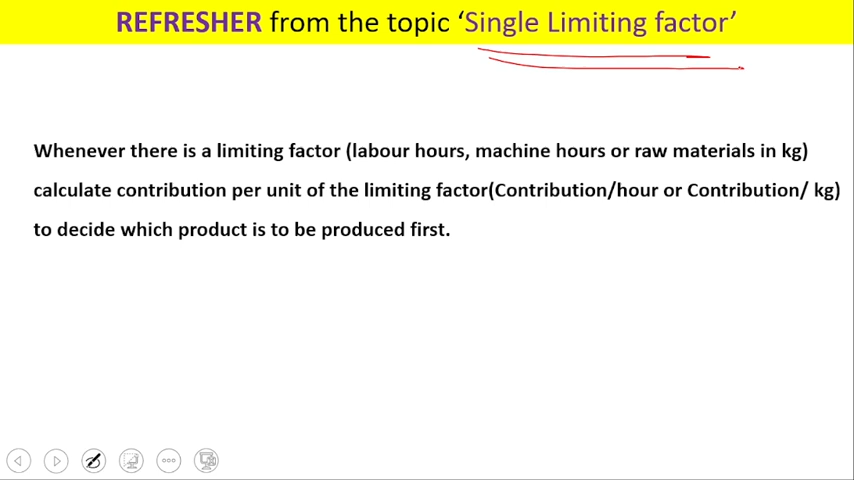 REFRESHER from the topic ‘Single Limiting factor’
Whenever there is a limiting factor (labour hours, machine hours or raw materials in kg)
calculate contribution per unit of the limiting factor(Contribution/hour or Contribution/ kg)
to decide which product is to be produced first.